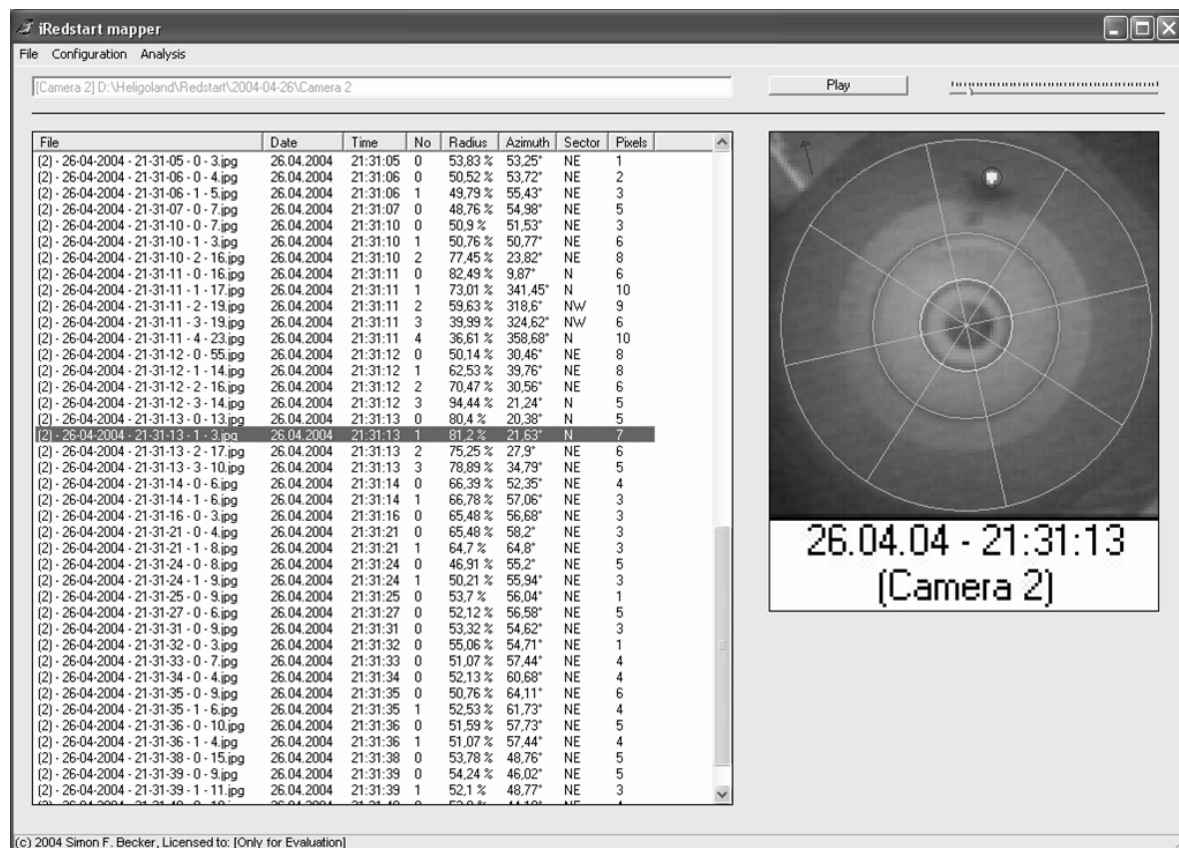 iRedstart mapper
File Configuration Analysis
[Camera 2] D:\Heligoland\Redstart\2004-04-26\Camera 2
Play
File Date Time No Radius Azimuth Sector Pixels
(2) - 26-04-2004 - 21-31-05 - 0 - 3.jpg 26.04.2004 21:31:05 0 53,83 % 53,25° NE 1
(2) - 26-04-2004 - 21-31-06 - 0 - 4.jpg 26.04.2004 21:31:06 0 50,52 % 53,72° NE 2
(2) - 26-04-2004 - 21-31-06 - 1 - 5.jpg 26.04.2004 21:31:06 1 49,79 % 55,43° NE 3
(2) - 26-04-2004 - 21-31-07 - 0 - 7.jpg 26.04.2004 21:31:07 0 48,76 % 54,98° NE 5
(2) - 26-04-2004 - 21-31-10 - 0 - 7.jpg 26.04.2004 21:31:10 0 50,9 % 51,53° NE 3
(2) - 26-04-2004 - 21-31-10 - 1 - 3.jpg 26.04.2004 21:31:10 1 50,76 % 50,77° NE 6
(2) - 26-04-2004 - 21-31-10 - 2 - 16.jpg 26.04.2004 21:31:10 2 77,45 % 23,82° NE 8
(2) - 26-04-2004 - 21-31-11 - 0 - 16.jpg 26.04.2004 21:31:11 0 82,49 % 9,87° N 6
(2) - 26-04-2004 - 21-31-11 - 1 - 17.jpg 26.04.2004 21:31:11 1 73,01 % 341,45° N 10
(2) - 26-04-2004 - 21-31-11 - 2 - 19.jpg 26.04.2004 21:31:11 2 59,63 % 318,6° NW 9
(2) - 26-04-2004 - 21-31-11 - 3 - 19.jpg 26.04.2004 21:31:11 3 39,99 % 324,62° NW 6
(2) - 26-04-2004 - 21-31-11 - 4 - 23.jpg 26.04.2004 21:31:11 4 36,61 % 358,68° N 10
(2) - 26-04-2004 - 21-31-12 - 0 - 55.jpg 26.04.2004 21:31:12 0 50,14 % 30,46° NE 8
(2) - 26-04-2004 - 21-31-12 - 1 - 14.jpg 26.04.2004 21:31:12 1 62,53 % 39,76° NE 8
(2) - 26-04-2004 - 21-31-12 - 2 - 16.jpg 26.04.2004 21:31:12 2 70,47 % 30,56° NE 6
(2) - 26-04-2004 - 21-31-12 - 3 - 14.jpg 26.04.2004 21:31:12 3 94,44 % 21,24° N 5
(2) - 26-04-2004 - 21-31-13 - 0 - 13.jpg 26.04.2004 21:31:13 0 80,4 % 20,38° N 5
(2) - 26-04-2004 - 21-31-13 - 1 - 3.jpg 26.04.2004 21:31:13 1 81,2 % 21,63° N 7
(2) - 26-04-2004 - 21-31-13 - 2 - 17.jpg 26.04.2004 21:31:13 2 75,25 % 27,9° NE 6
(2) - 26-04-2004 - 21-31-13 - 3 - 10.jpg 26.04.2004 21:31:13 3 78,89 % 34,79° NE 5
(2) - 26-04-2004 - 21-31-14 - 0 - 6.jpg 26.04.2004 21:31:14 0 66,39 % 52,35° NE 4
(2) - 26-04-2004 - 21-31-14 - 1 - 6.jpg 26.04.2004 21:31:14 1 66,78 % 57,06° NE 3
(2) - 26-04-2004 - 21-31-16 - 0 - 3.jpg 26.04.2004 21:31:16 0 65,48 % 56,68° NE 3
(2) - 26-04-2004 - 21-31-21 - 0 - 4.jpg 26.04.2004 21:31:21 0 65,48 % 58,2° NE 3
(2) - 26-04-2004 - 21-31-21 - 1 - 8.jpg 26.04.2004 21:31:21 1 64,7 % 64,8° NE 3
(2) - 26-04-2004 - 21-31-24 - 0 - 8.jpg 26.04.2004 21:31:24 0 46,91 % 55,2° NE 5
(2) - 26-04-2004 - 21-31-24 - 1 - 9.jpg 26.04.2004 21:31:24 1 50,21 % 55,94° NE 3
(2) - 26-04-2004 - 21-31-25 - 0 - 9.jpg 26.04.2004 21:31:25 0 53,7 % 56,04° NE 1
(2) - 26-04-2004 - 21-31-27 - 0 - 6.jpg 26.04.2004 21:31:27 0 52,12 % 56,58° NE 5
(2) - 26-04-2004 - 21-31-31 - 0 - 9.jpg 26.04.2004 21:31:31 0 53,32 % 54,62° NE 3
(2) - 26-04-2004 - 21-31-32 - 0 - 3.jpg 26.04.2004 21:31:32 0 55,06 % 54,71° NE 1
(2) - 26-04-2004 - 21-31-33 - 0 - 7.jpg 26.04.2004 21:31:33 0 51,07 % 57,44° NE 4
(2) - 26-04-2004 - 21-31-34 - 0 - 4.jpg 26.04.2004 21:31:34 0 52,13 % 60,68° NE 4
(2) - 26-04-2004 - 21-31-35 - 0 - 9.jpg 26.04.2004 21:31:35 0 50,76 % 64,11° NE 6
(2) - 26-04-2004 - 21-31-35 - 1 - 6.jpg 26.04.2004 21:31:35 1 52,53 % 61,73° NE 4
(2) - 26-04-2004 - 21-31-36 - 0 - 10.jpg 26.04.2004 21:31:36 0 51,59 % 57,73° NE 5
(2) - 26-04-2004 - 21-31-36 - 1 - 4.jpg 26.04.2004 21:31:36 1 51,07 % 57,44° NE 4
(2) - 26-04-2004 - 21-31-38 - 0 - 15.jpg 26.04.2004 21:31:38 0 53,78 % 48,76° NE 5
(2) - 26-04-2004 - 21-31-39 - 0 - 9.jpg 26.04.2004 21:31:39 0 54,24 % 46,02° NE 5
(2) - 26-04-2004 - 21-31-39 - 1 - 11.jpg 26.04.2004 21:31:39 1 52,1 % 48,77° NE 3
26.04.04 - 21:31:13
(Camera 2)
(c) 2004 Simon F. Becker, Licensed to: [Only for Evaluation]